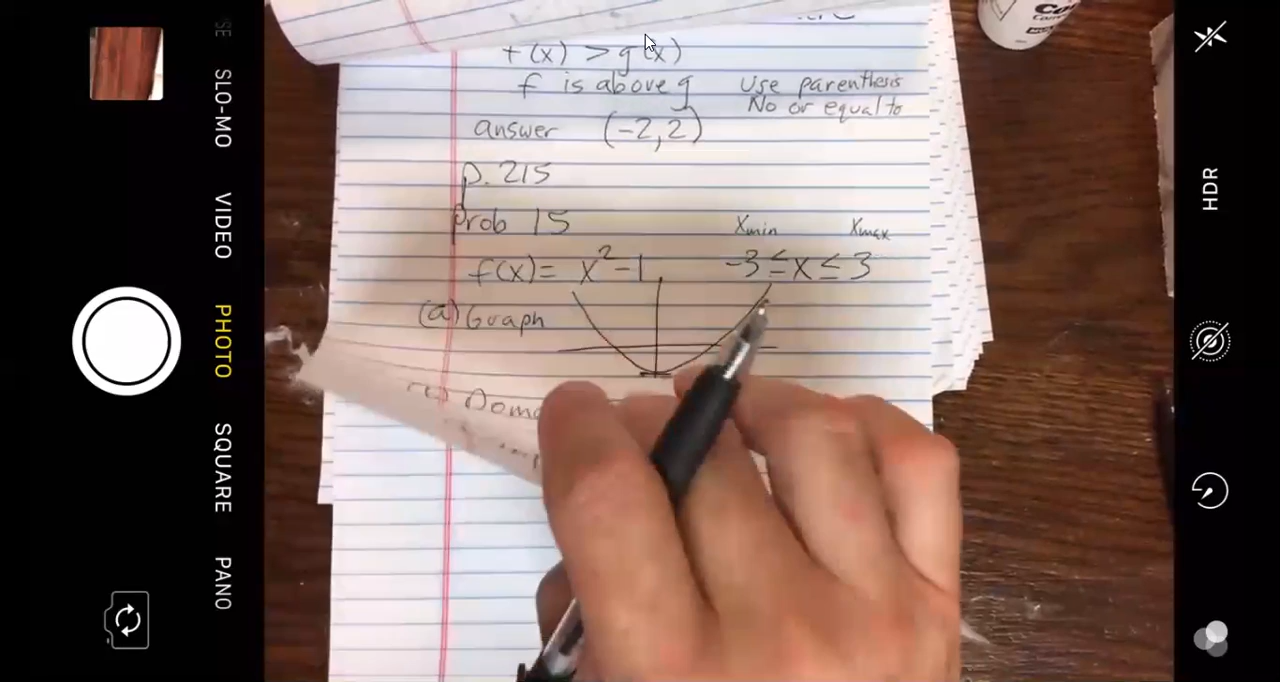 f(x) > g(x)
f is above g
use parenthesis
No or equal to
answer (-2,2)
p. 215
prob 15
Xmin Xmax
f(x) = x²-1 -3 ≤ x ≤ 3
(a) Graph
SLO-MO
VIDEO
PHOTO
SQUARE
PANO
HDR